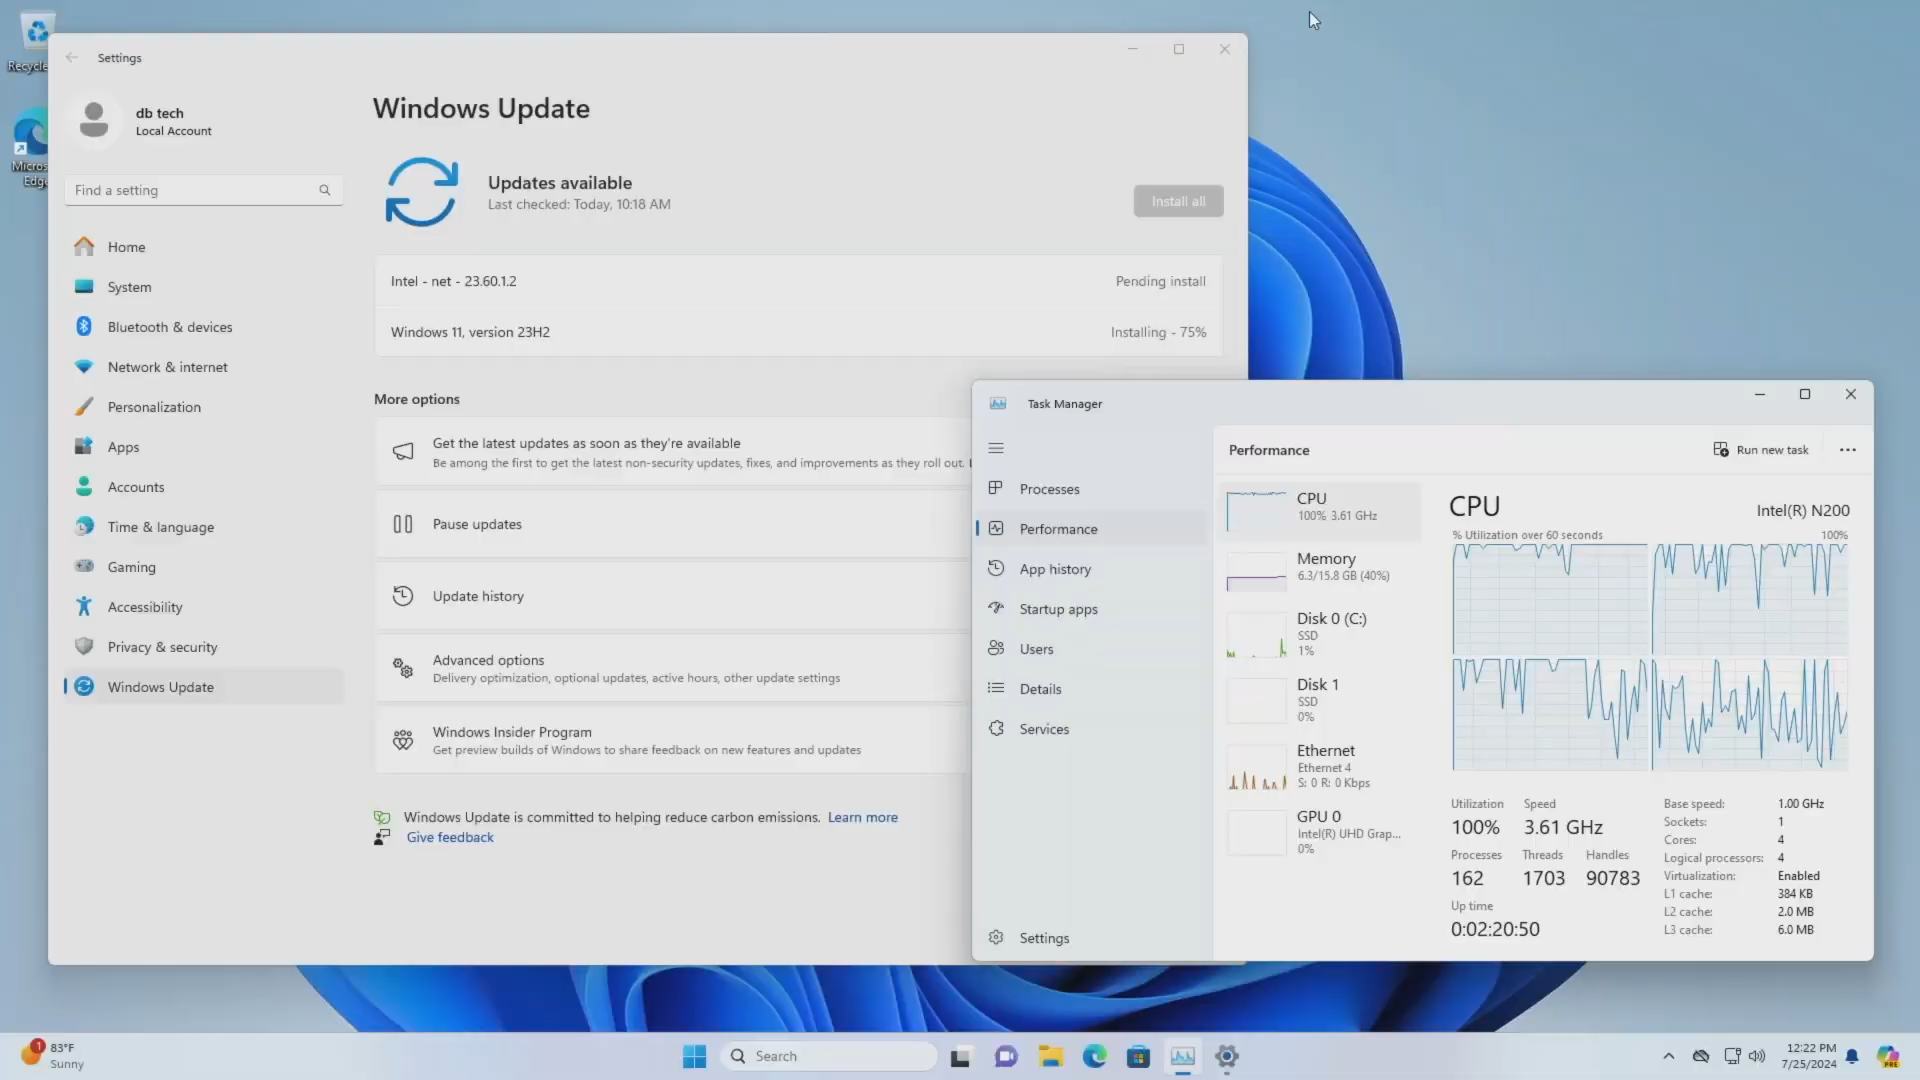 Recycle
Micros
Edg
Settings
db tech
Local Account
Find a setting
Home
System
Bluetooth & devices
Network & internet
Personalization
Apps
Accounts
Time & language
Gaming
Accessibility
Privacy & security
Windows Update
Windows Update
Updates available
Last checked: Today, 10:18 AM
Install all
Intel - net - 23.60.1.2
Pending install
Windows 11, version 23H2
Installing - 75%
More options
Get the latest updates as soon as they're available
Be among the first to get the latest non-security updates, fixes, and improvements as they roll out.
Pause updates
Update history
Advanced options
Delivery optimization, optional updates, active hours, other update settings
Windows Insider Program
Get preview builds of Windows to share feedback on new features and updates
Windows Update is committed to helping reduce carbon emissions. Learn more
Give feedback
Task Manager
Processes
Performance
App history
Startup apps
Users
Details
Services
Settings
Performance
Run new task
CPU
100% 3.61 GHz
Memory
6.3/15.8 GB (40%)
Disk 0 (C:)
SSD
1%
Disk 1
SSD
0%
Ethernet
Ethernet 4
S: 0 R: 0 Kbps
GPU 0
Intel(R) UHD Grap...
0%
CPU
Intel(R) N200
% Utilization over 60 seconds
100%
Utilization Speed
100% 3.61 GHz
Processes Threads Handles
162 1703 90783
Up time
0:02:20:50
Base speed: 1.00 GHz
Sockets: 1
Cores: 4
Logical processors: 4
Virtualization: Enabled
L1 cache: 384 KB
L2 cache: 2.0 MB
L3 cache: 6.0 MB
1
83°F
Sunny
Search
12:22 PM
7/25/2024
PRE